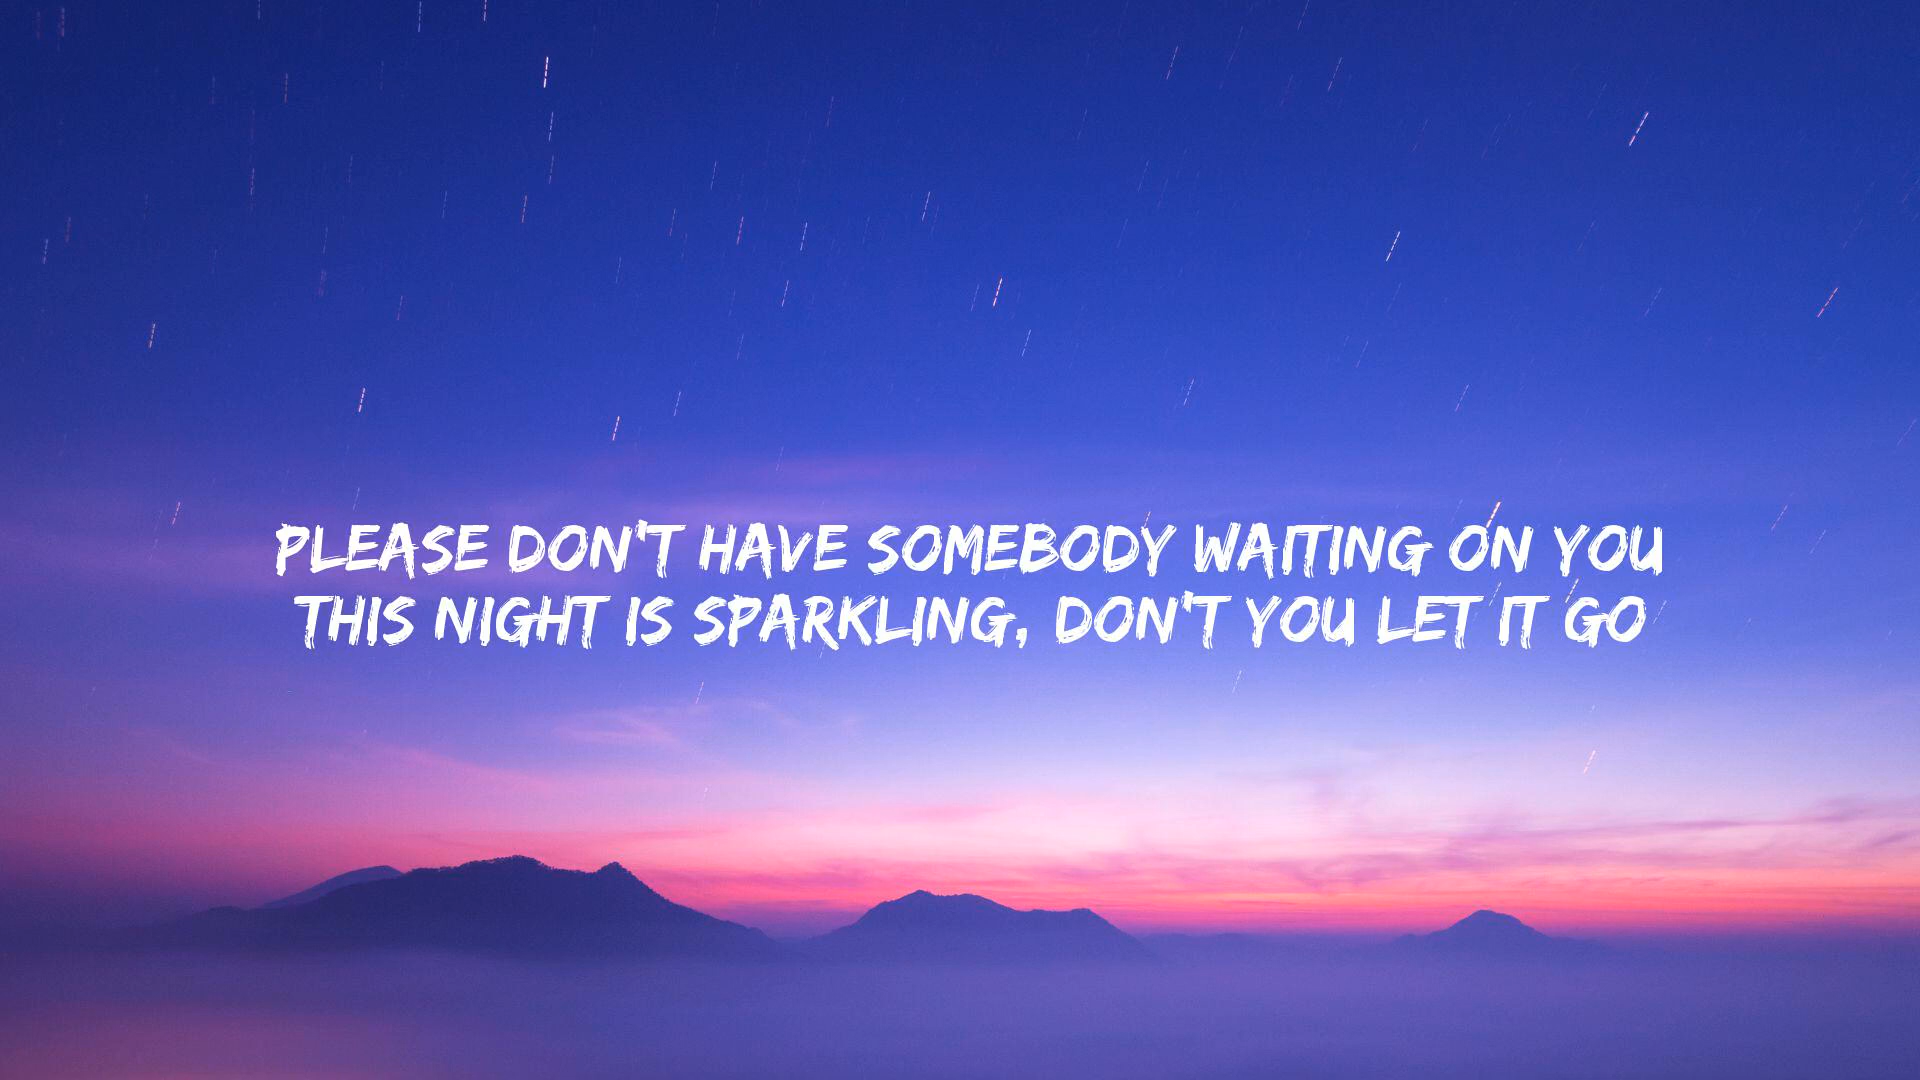 PLEASE DON'T HAVE SOMEBODY WAITING ON YOU
THIS NIGHT IS SPARKLING, DON'T YOU LET IT GO